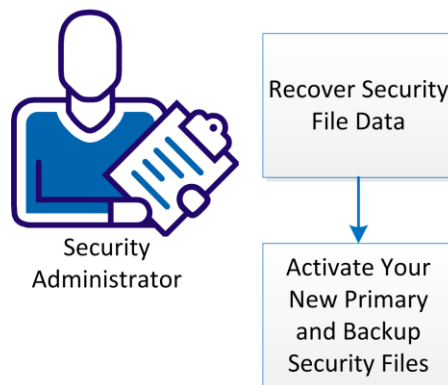 Security
Administrator
Recover Security
File Data
Activate Your
New Primary
and Backup
Security Files